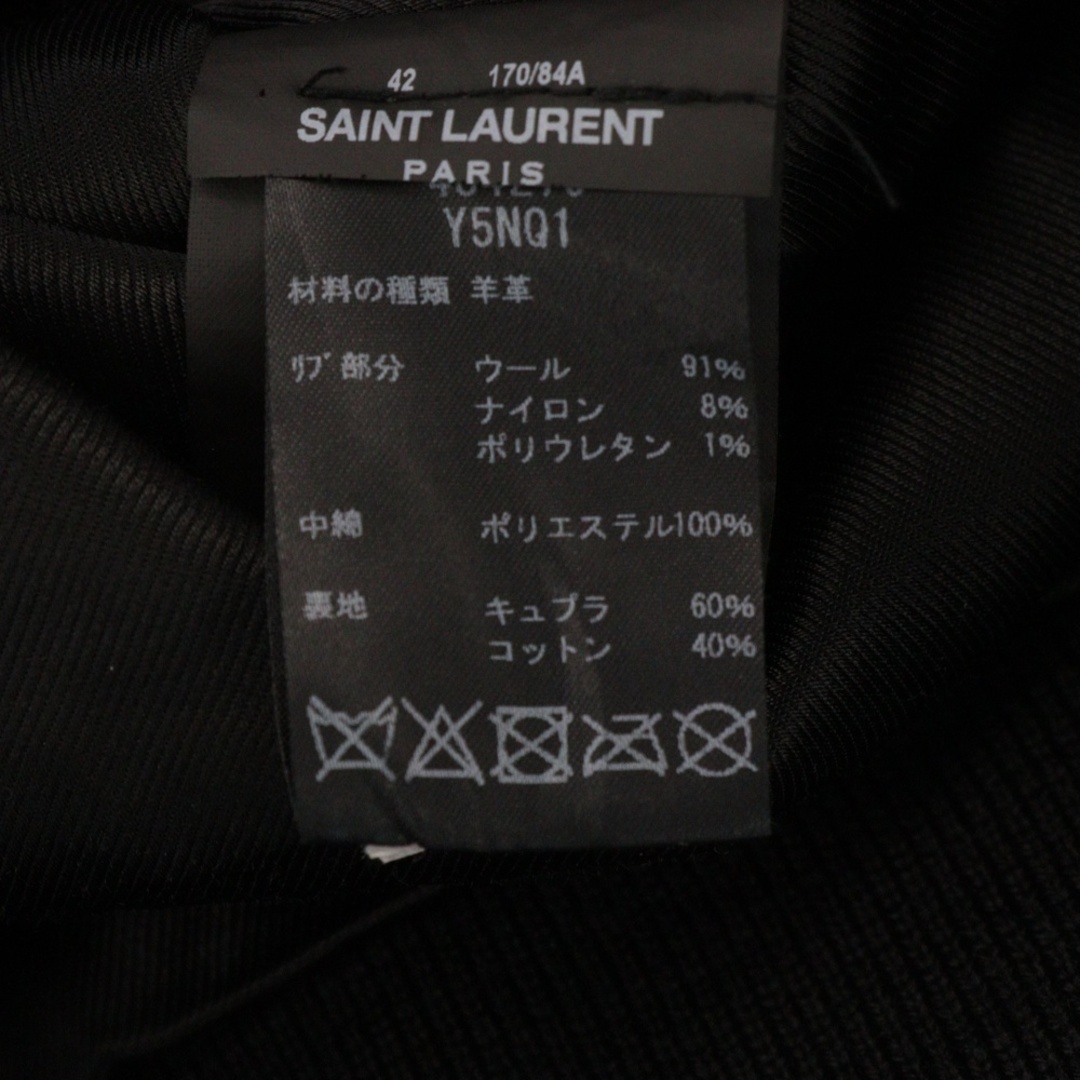 42 170/84A
SAINT LAURENT
PARIS
Y5NQ1
材料の種類 羊革
ﾘﾌﾞ部分 ウール 91%
ナイロン 8%
ポリウレタン 1%
中綿 ポリエステル100%
裏地 キュプラ 60%
コットン 40%